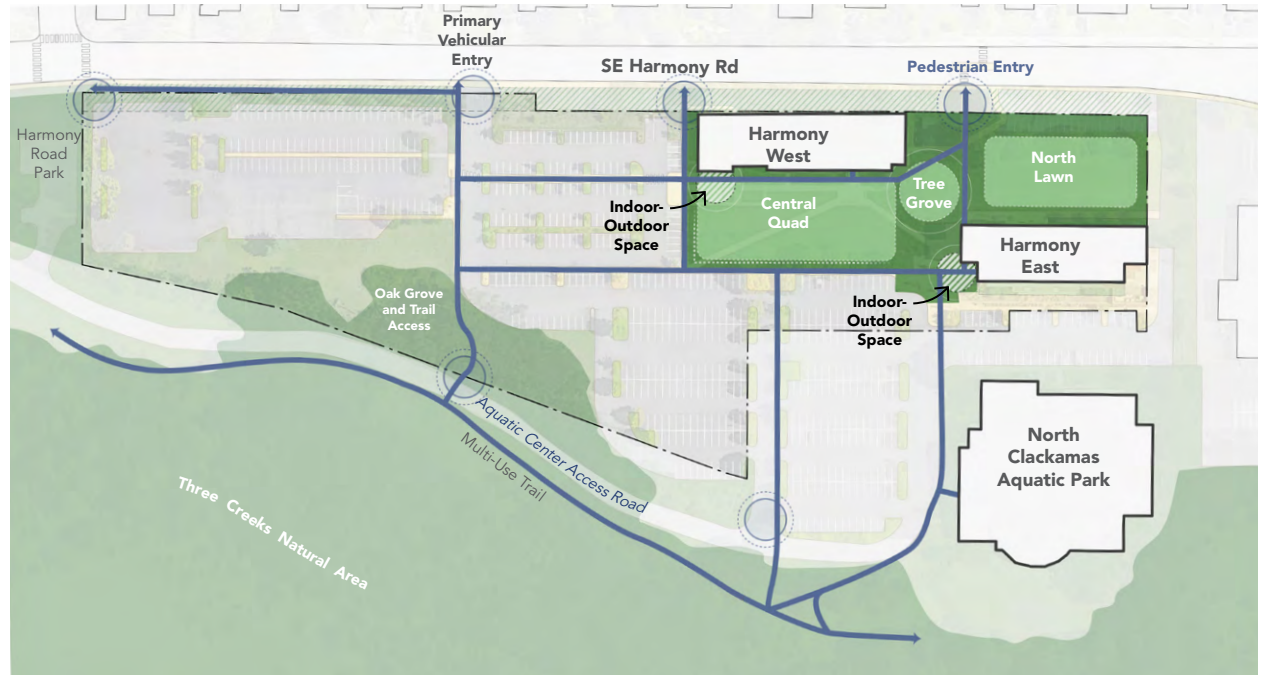 Primary
Vehicular
Entry
SE Harmony Rd
Pedestrian Entry
Harmony
Road
Park
Harmony
West
North
Lawn
Tree
Grove
Central
Quad
Indoor-
Outdoor
Space
Harmony
East
Oak Grove
and Trail
Access
Indoor-
Outdoor
Space
Aquatic Center Access Road
Multi-Use Trail
North
Clackamas
Aquatic Park
Three Creeks Natural Area